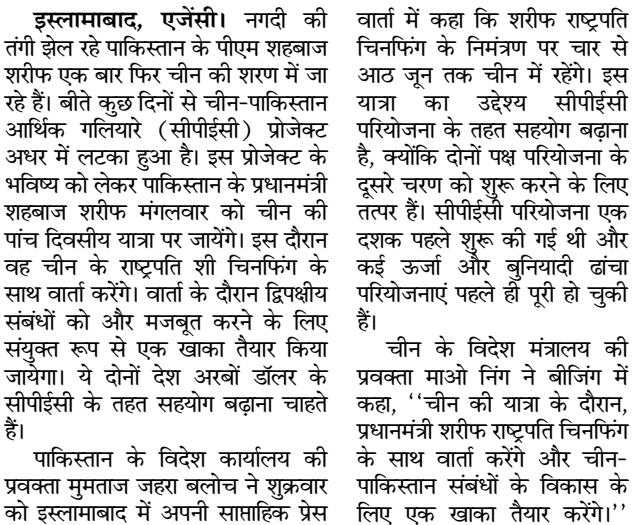 इस्लामाबाद, एजेंसी। नगदी की
तंगी झेल रहे पाकिस्तान के पीएम शहबाज
शरीफ एक बार फिर चीन की शरण में जा
रहे हैं। बीते कुछ दिनों से चीन-पाकिस्तान
आर्थिक गलियारे (सीपीईसी) प्रोजेक्ट
अधर में लटका हुआ है। इस प्रोजेक्ट के
भविष्य को लेकर पाकिस्तान के प्रधानमंत्री
शहबाज शरीफ मंगलवार को चीन की
पांच दिवसीय यात्रा पर जायेंगे। इस दौरान
वह चीन के राष्ट्रपति शी चिनफिंग के
साथ वार्ता करेंगे। वार्ता के दौरान द्विपक्षीय
संबंधों को और मजबूत करने के लिए
संयुक्त रूप से एक खाका तैयार किया
जायेगा। ये दोनों देश अरबों डॉलर के
सीपीईसी के तहत सहयोग बढ़ाना चाहते
हैं।
पाकिस्तान के विदेश कार्यालय की
प्रवक्ता मुमताज जहरा बलोच ने शुक्रवार
को इस्लामाबाद में अपनी साप्ताहिक प्रेस
वार्ता में कहा कि शरीफ राष्ट्रपति
चिनफिंग के निमंत्रण पर चार से
आठ जून तक चीन में रहेंगे। इस
यात्रा का उद्देश्य सीपीईसी
परियोजना के तहत सहयोग बढ़ाना
है, क्योंकि दोनों पक्ष परियोजना के
दूसरे चरण को शुरू करने के लिए
तत्पर हैं। सीपीईसी परियोजना एक
दशक पहले शुरू की गई थी और
कई ऊर्जा और बुनियादी ढांचा
परियोजनाएं पहले ही पूरी हो चुकी
हैं।
चीन के विदेश मंत्रालय की
प्रवक्ता माओ निंग ने बीजिंग में
कहा, ‘‘चीन की यात्रा के दौरान,
प्रधानमंत्री शरीफ राष्ट्रपति चिनफिंग
के साथ वार्ता करेंगे और चीन-
पाकिस्तान संबंधों के विकास के
लिए एक खाका तैयार करेंगे।’’